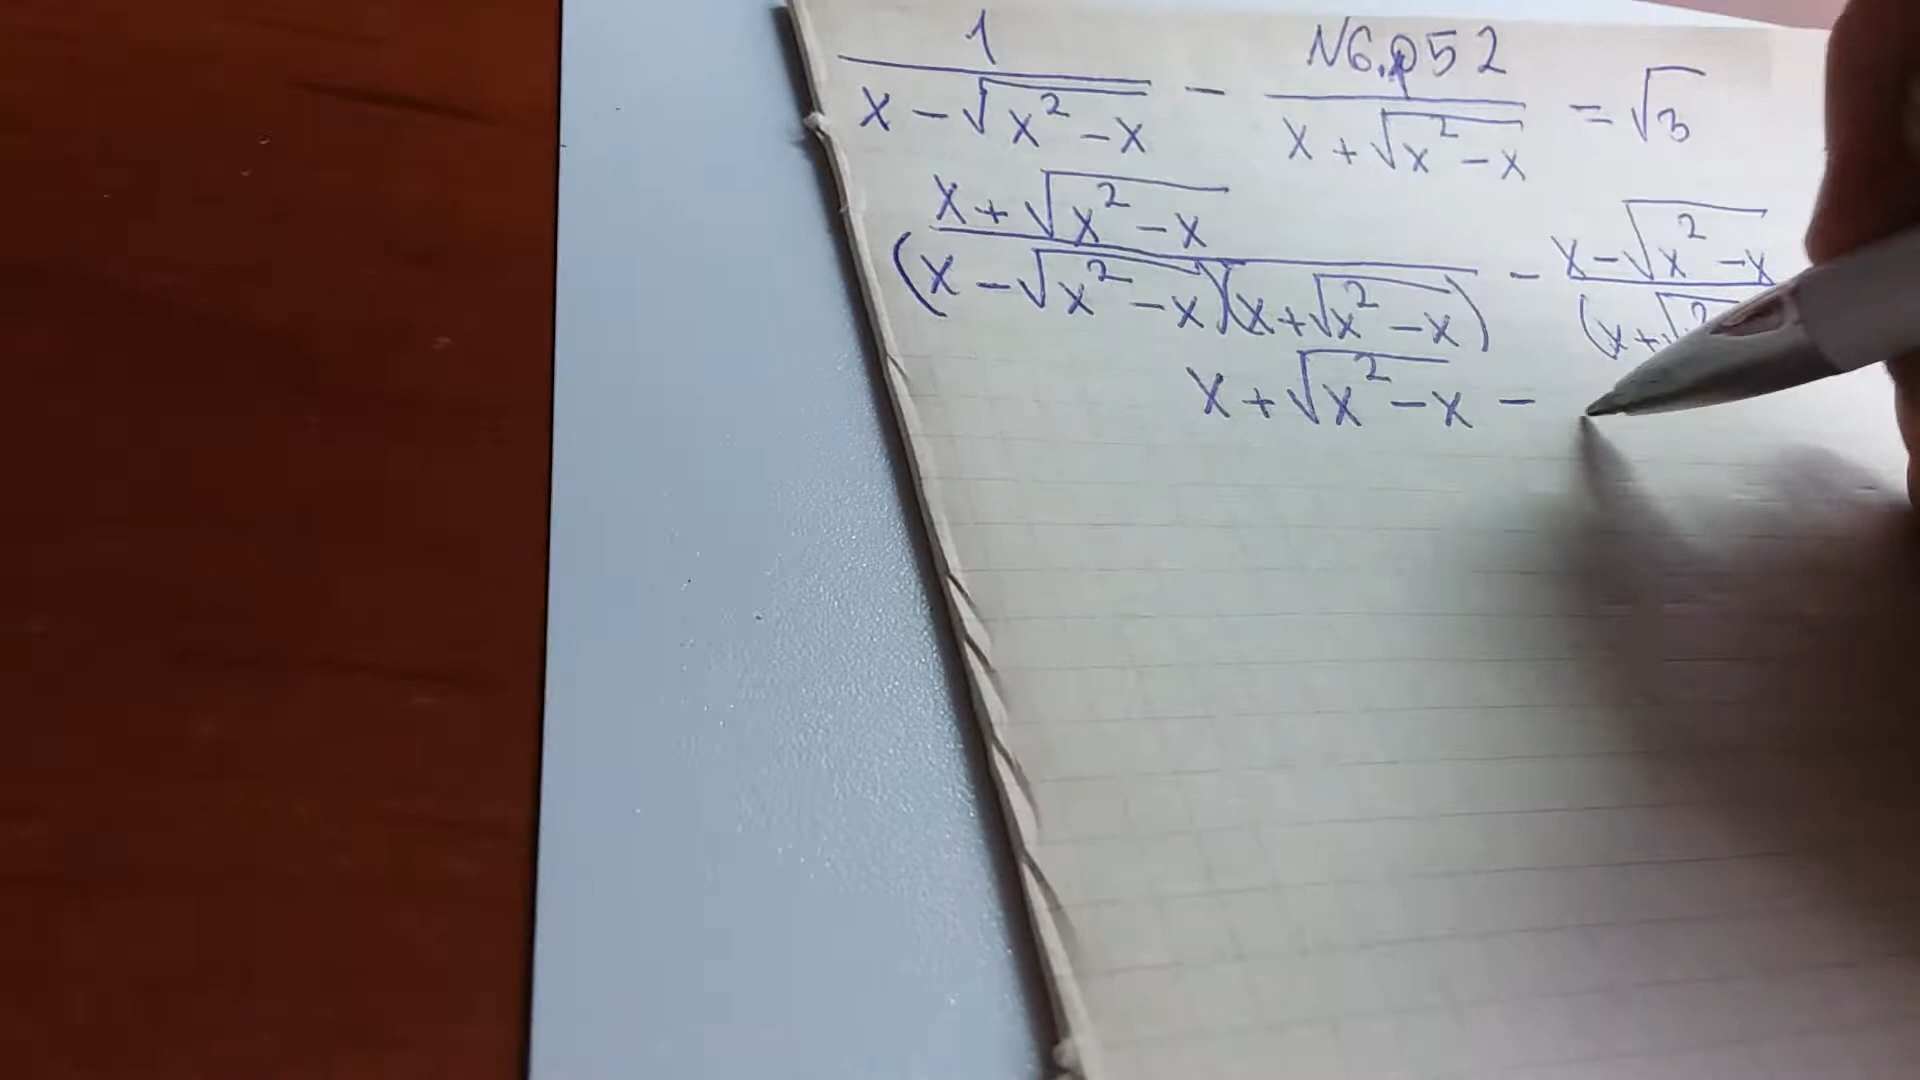 N6.052
1/(x-√(x²-x)) - 1/(x+√(x²-x)) = √3
(x+√(x²-x))/((x-√(x²-x))(x+√(x²-x))) - (x-√(x²-x))/(x+√
x+√(x²-x) -